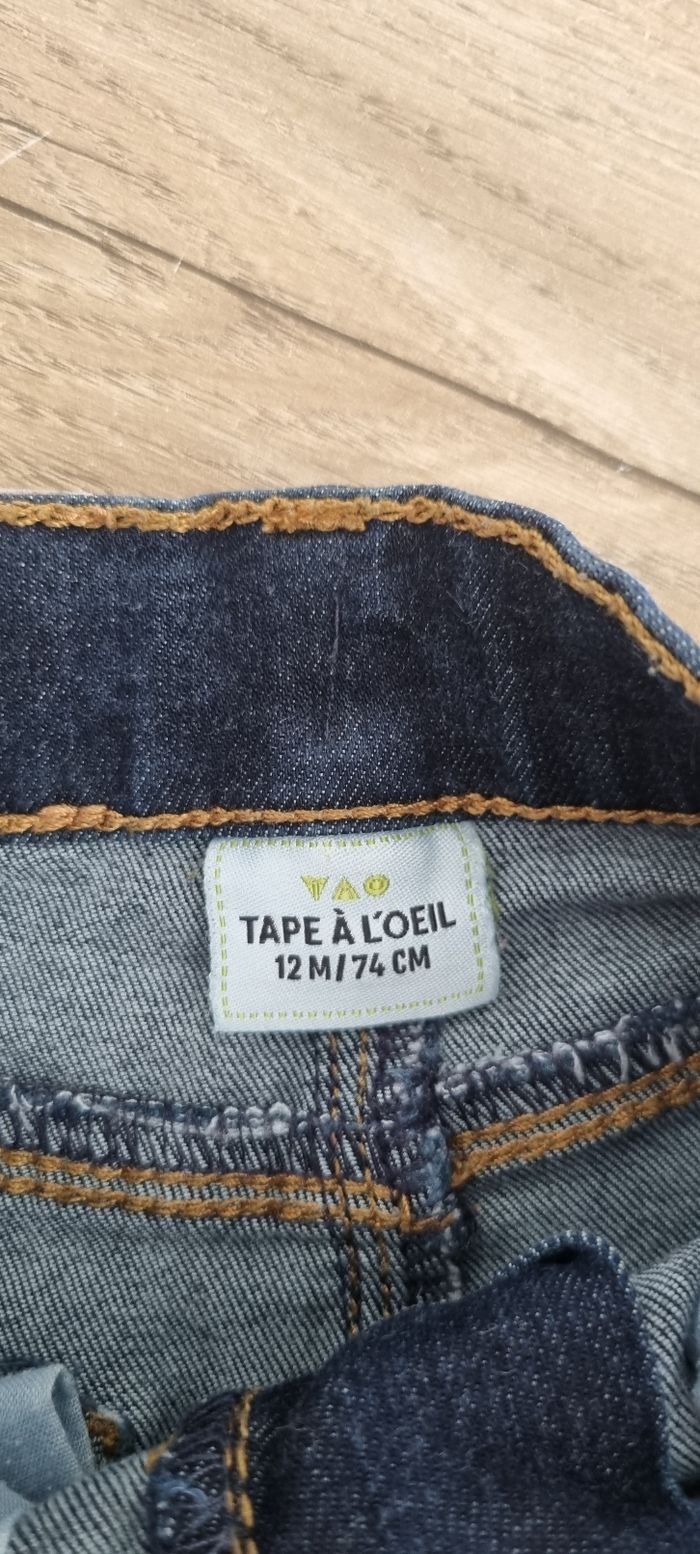 TAO
TAPE À L'OEIL
12 M/74 CM